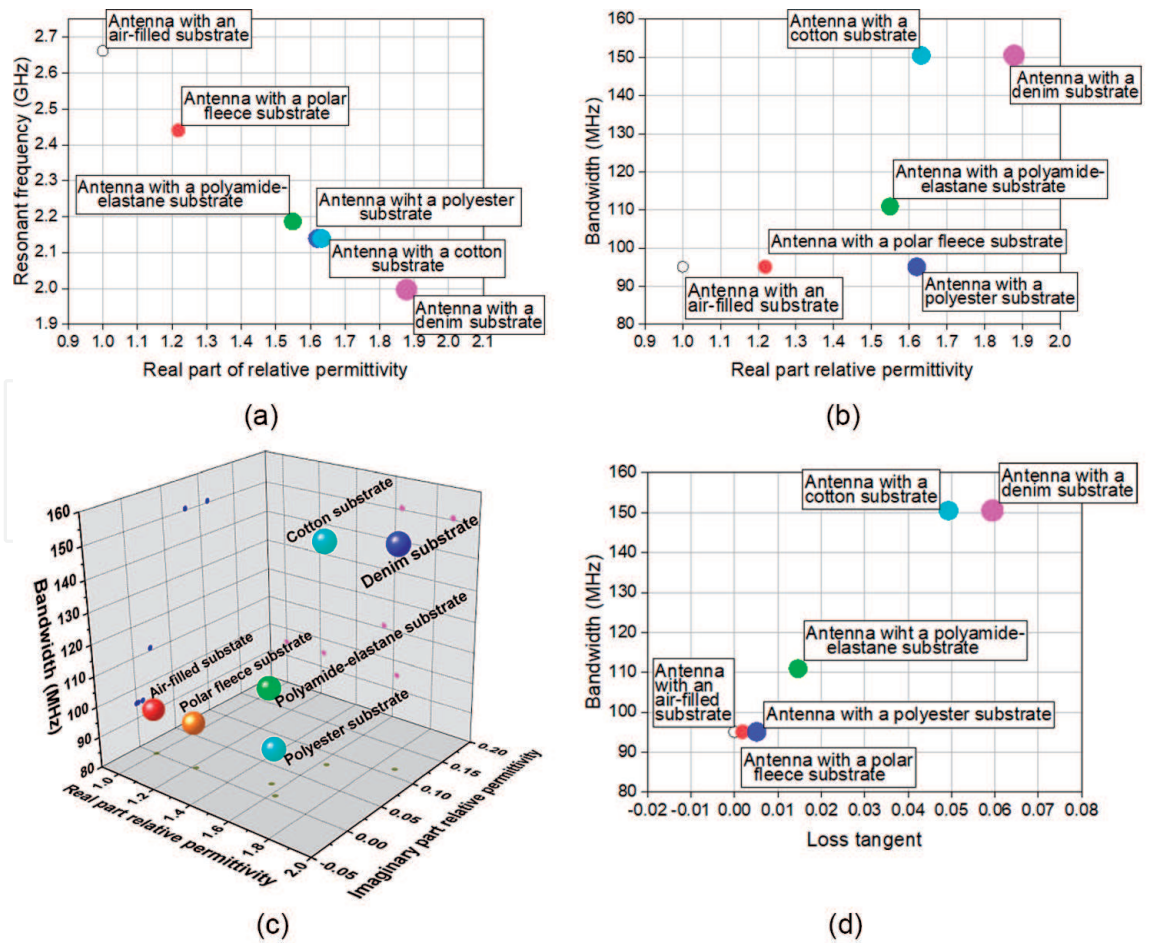 Antenna with an
air-filled substrate
Antenna with a polar
fleece substrate
Antenna with a polyamide-
elastane substrate
Antenna wiht a polyester
substrate
Antenna with a cotton
substrate
Antenna with a
denim substrate
Resonant frequency (GHz)
2.7
2.6
2.5
2.4
2.3
2.2
2.1
2.0
1.9
0.9 1.0 1.1 1.2 1.3 1.4 1.5 1.6 1.7 1.8 1.9 2.0 2.1
Real part of relative permittivity
(a)
Antenna with a
cotton substrate
Antenna with a
denim substrate
Antenna with a polyamide-
elastane substrate
Antenna with a polar fleece substrate
Antenna with an
air-filled substrate
Antenna with a
polyester substrate
Bandwidth (MHz)
160
150
140
130
120
110
100
90
80
0.9 1.0 1.1 1.2 1.3 1.4 1.5 1.6 1.7 1.8 1.9 2.0
Real part relative permittivity
(b)
Cotton substrate
Denim substrate
Polyamide-elastane substrate
Air-filled substate
Polar fleece substrate
Polyester substrate
Bandwidth (MHz)
160
150
140
130
120
110
100
90
80
1.0 1.2 1.4 1.6 1.8 2.0
Real part relative permittivity
-0.05 0.00 0.05 0.10 0.15 0.20
Imaginary part relative permittivity
(c)
Antenna with a
cotton substrate
Antenna with a
denim substrate
Antenna wiht a polyamide-
elastane substrate
Antenna
with an
air-filled
substrate
Antenna with a polyester substrate
Antenna with a polar
fleece substrate
Bandwidth (MHz)
160
150
140
130
120
110
100
90
80
-0.02 -0.01 0.00 0.01 0.02 0.03 0.04 0.05 0.06 0.07 0.08
Loss tangent
(d)